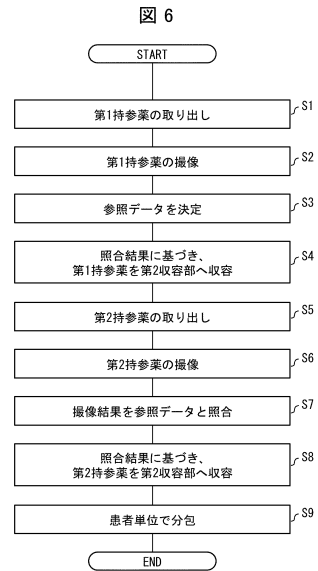 図 6
START
第1持参薬の取り出し
S1
第1持参薬の撮像
S2
参照データを決定
S3
照合結果に基づき、
第1持参薬を第2収容部へ収容
S4
第2持参薬の取り出し
S5
第2持参薬の撮像
S6
撮像結果を参照データと照合
S7
照合結果に基づき、
第2持参薬を第2収容部へ収容
S8
患者単位で分包
S9
END